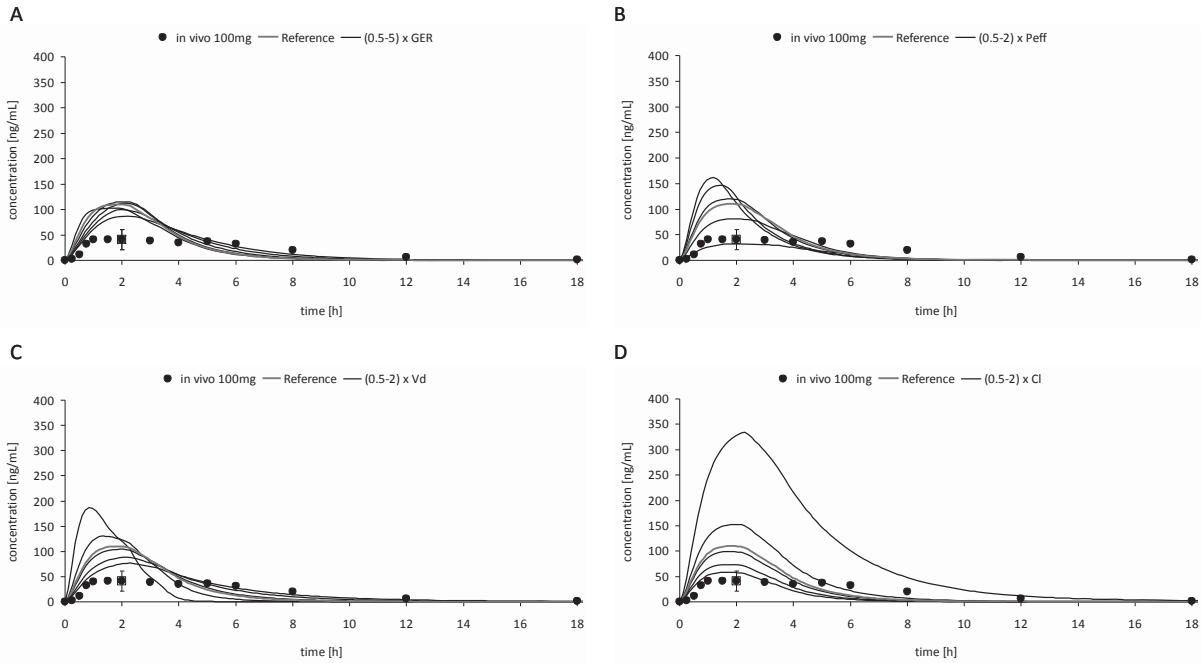 A
in vivo 100mg Reference (0.5-5) x GER
400
350
300
250
200
150
100
50
0
concentration [ng/mL]
0 2 4 6 8 10 12 14 16 18
time [h]
B
in vivo 100mg Reference (0.5-2) x Peff
400
350
300
250
200
150
100
50
0
concentration [ng/mL]
0 2 4 6 8 10 12 14 16 18
time [h]
C
in vivo 100mg Reference (0.5-2) x Vd
400
350
300
250
200
150
100
50
0
concentration [ng/mL]
0 2 4 6 8 10 12 14 16 18
time [h]
D
in vivo 100mg Reference (0.5-2) x Cl
400
350
300
250
200
150
100
50
0
concentration [ng/mL]
0 2 4 6 8 10 12 14 16 18
time [h]